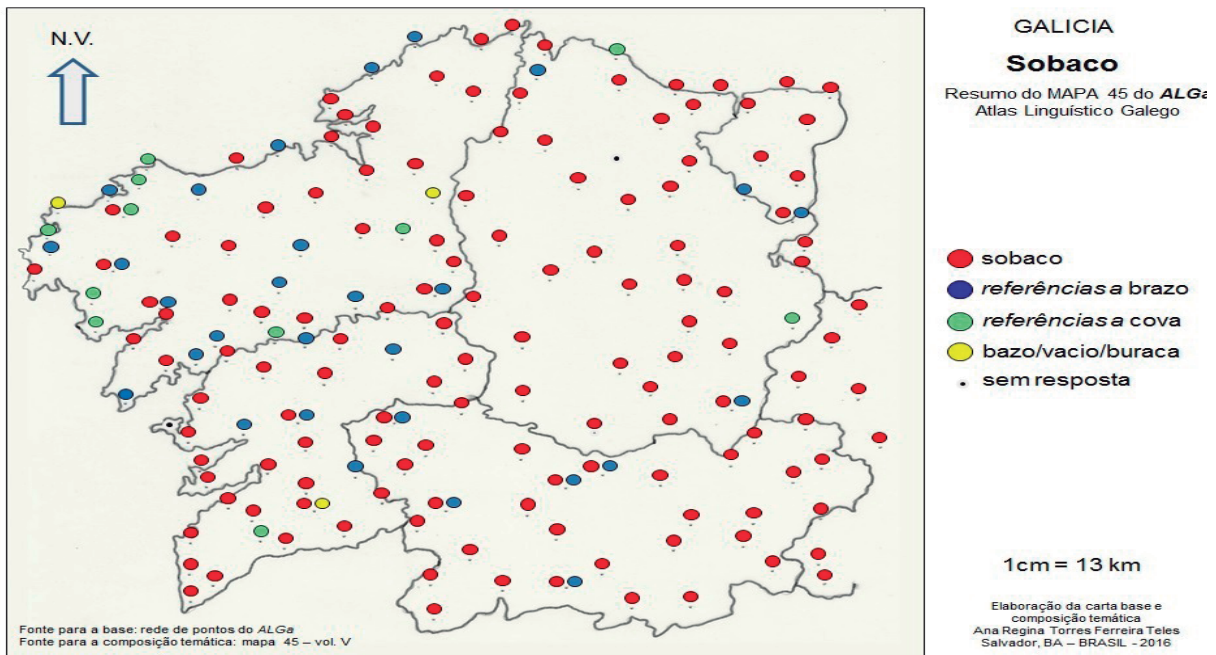 N.V.
GALICIA
Sobaco
Resumo do MAPA 45 do ALGa
Atlas Linguístico Galego
sobaco
referências a brazo
referências a cova
bazo/vacio/buraca
sem resposta
1cm = 13 km
Elaboração da carta base e
composição temática
Ana Regina Torres Ferreira Teles
Salvador, BA – BRASIL - 2016
Fonte para a base: rede de pontos do ALGa
Fonte para a composição temática: mapa 45 – vol. V